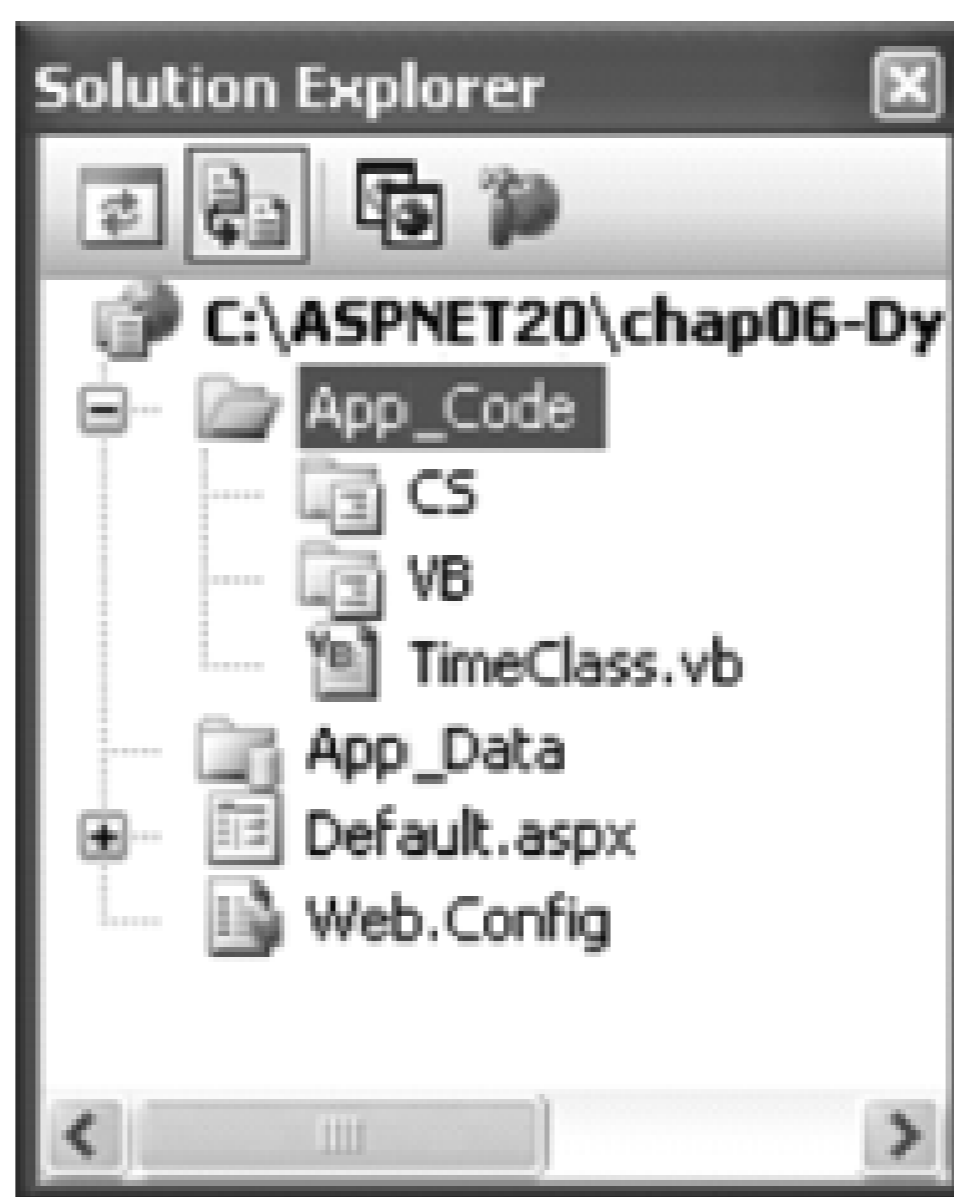 Solution Explorer
C:\ASPNET20\chap06-Dy
App_Code
CS
VB
TimeClass.vb
App_Data
Default.aspx
Web.Config